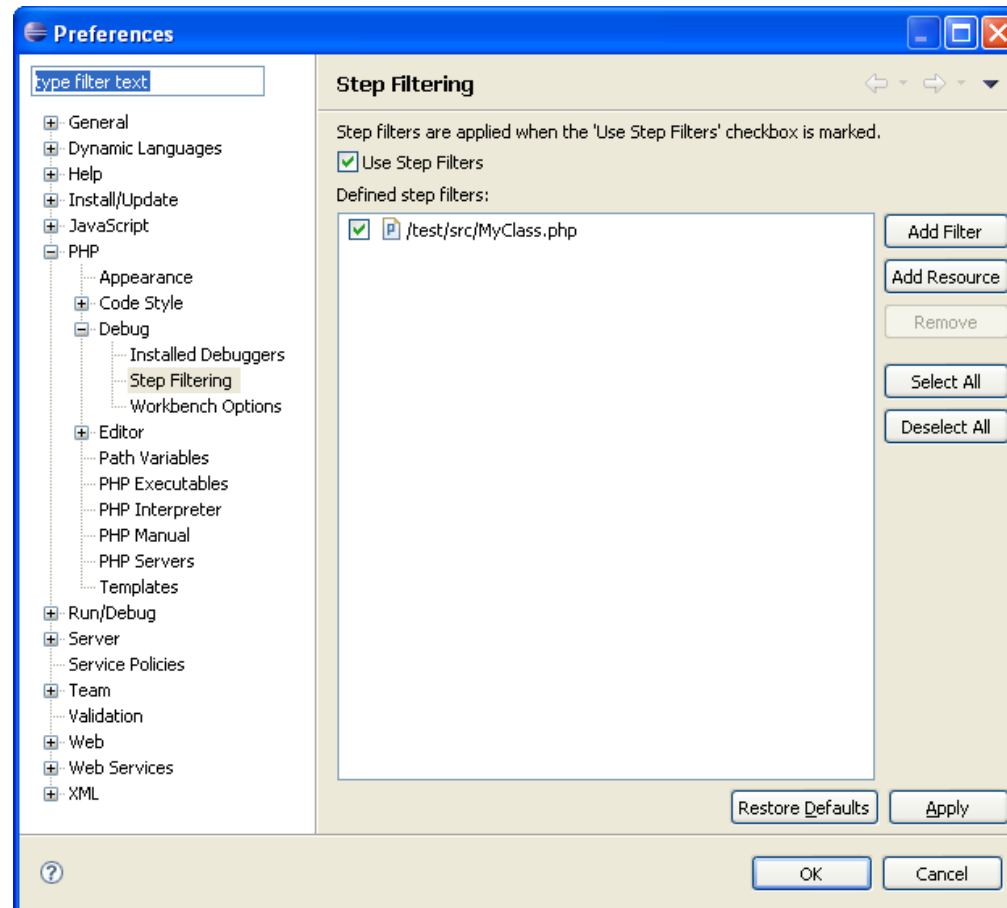 Preferences
type filter text
General
Dynamic Languages
Help
Install/Update
JavaScript
PHP
Appearance
Code Style
Debug
Installed Debuggers
Step Filtering
Workbench Options
Editor
Path Variables
PHP Executables
PHP Interpreter
PHP Manual
PHP Servers
Templates
Run/Debug
Server
Service Policies
Team
Validation
Web
Web Services
XML
Step Filtering
Step filters are applied when the 'Use Step Filters' checkbox is marked.
Use Step Filters
Defined step filters:
/test/src/MyClass.php
Add Filter
Add Resource
Remove
Select All
Deselect All
Restore Defaults
Apply
OK
Cancel